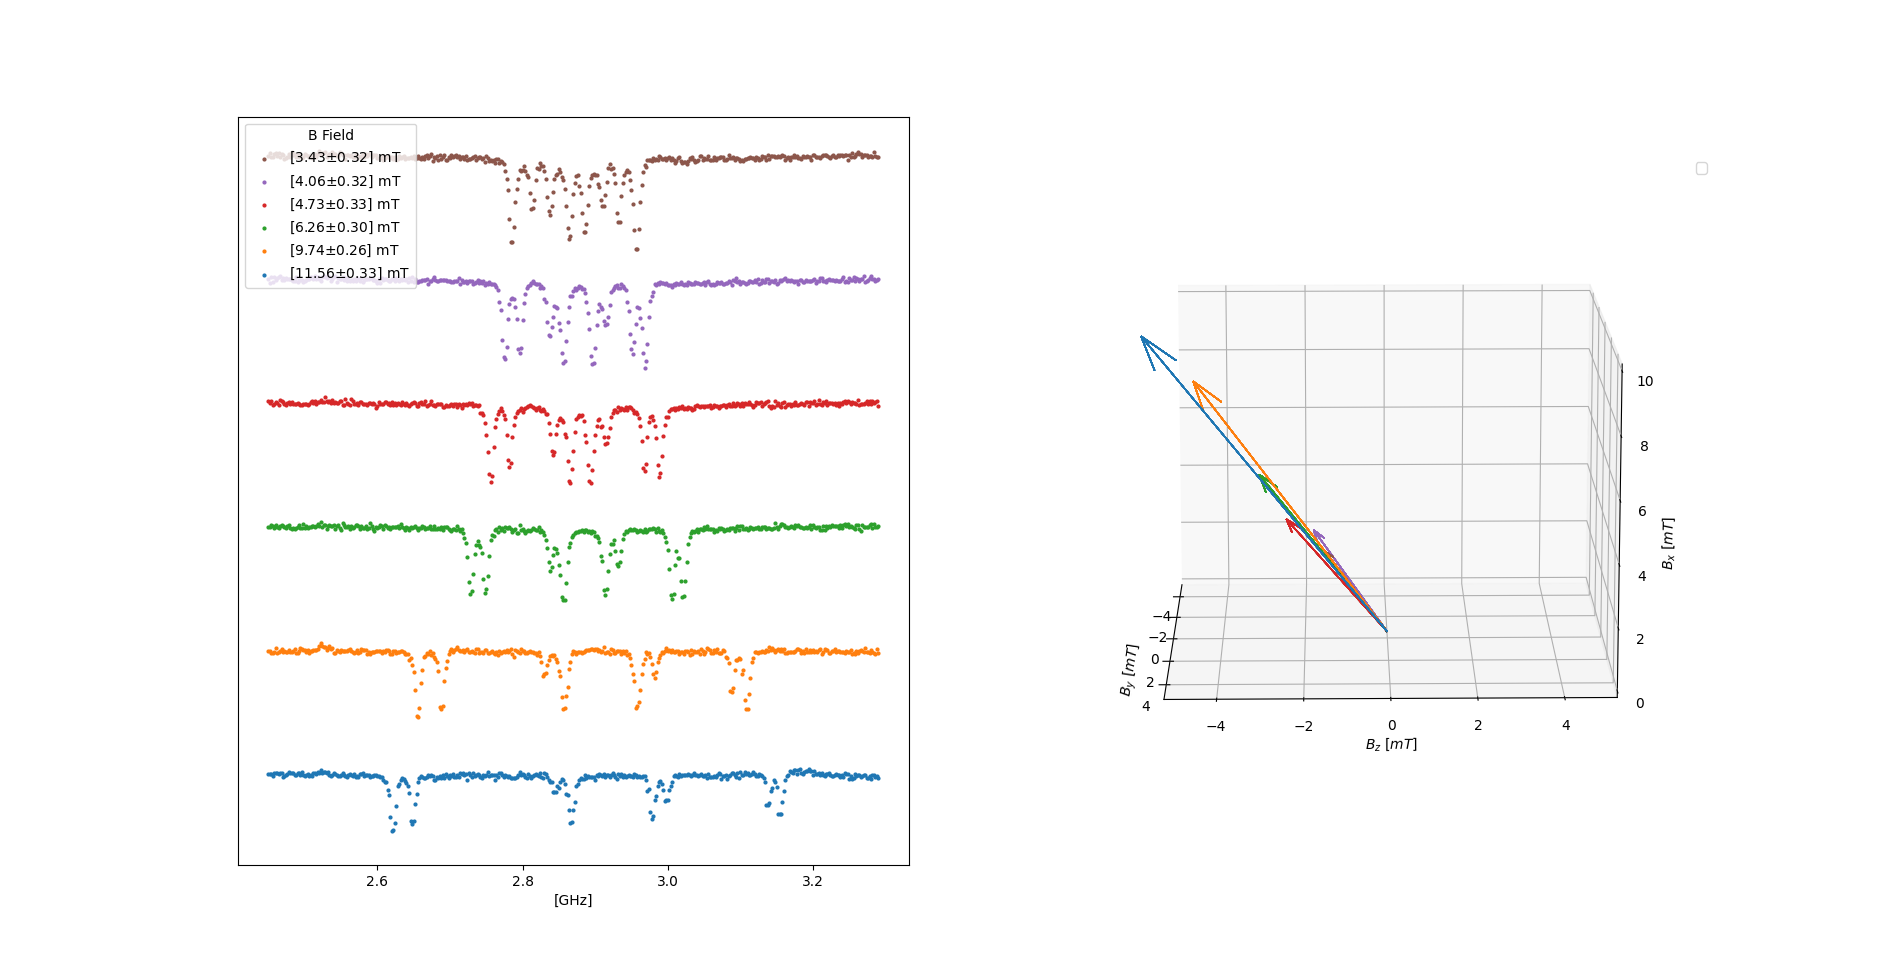 B Field
[3.43±0.32] mT
[4.06±0.32] mT
[4.73±0.33] mT
[6.26±0.30] mT
[9.74±0.26] mT
[11.56±0.33] mT
2.6 2.8 3.0 3.2
[GHz]
10
8
6
4
2
0
B_x [mT]
−4
−2
0
2
4
B_y [mT]
−4 −2 0 2 4
B_z [mT]